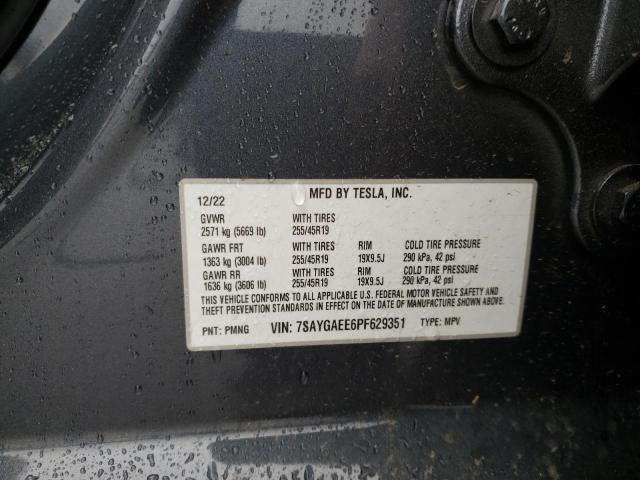 MFD BY TESLA, INC.
12/22
GVWR WITH TIRES
2571 kg (5669 lb) 255/45R19
GAWR FRT WITH TIRES RIM COLD TIRE PRESSURE
1363 kg (3004 lb) 255/45R19 19X9.5J 290 kPa, 42 psi
GAWR RR WITH TIRES RIM COLD TIRE PRESSURE
1636 kg (3606 lb) 255/45R19 19X9.5J 290 kPa, 42 psi
THIS VEHICLE CONFORMS TO ALL APPLICABLE U.S. FEDERAL MOTOR VEHICLE SAFETY AND
THEFT PREVENTION STANDARDS IN EFFECT ON THE DATE OF MANUFACTURE SHOWN ABOVE.
PNT: PMNG VIN: 7SAYGAEE6PF629351 TYPE: MPV